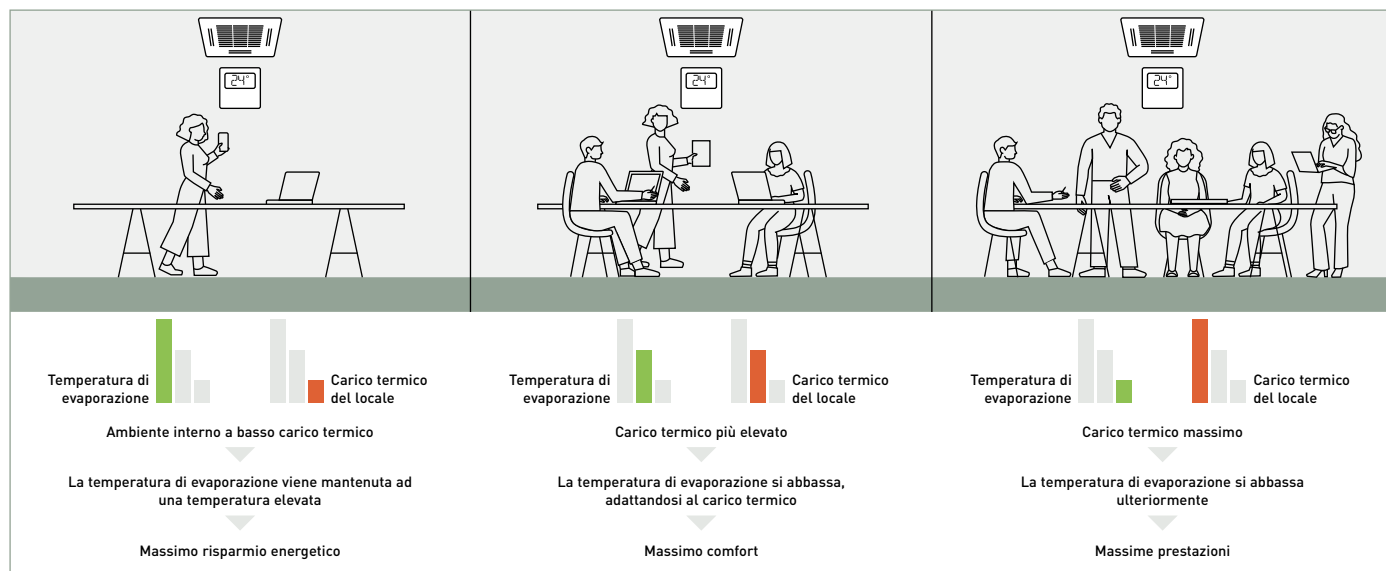 24°
24°
24°
Temperatura di
evaporazione
Carico termico
del locale
Ambiente interno a basso carico termico
La temperatura di evaporazione viene mantenuta ad
una temperatura elevata
Massimo risparmio energetico
Temperatura di
evaporazione
Carico termico
del locale
Carico termico più elevato
La temperatura di evaporazione si abbassa,
adattandosi al carico termico
Massimo comfort
Temperatura di
evaporazione
Carico termico
del locale
Carico termico massimo
La temperatura di evaporazione si abbassa
ulteriormente
Massime prestazioni